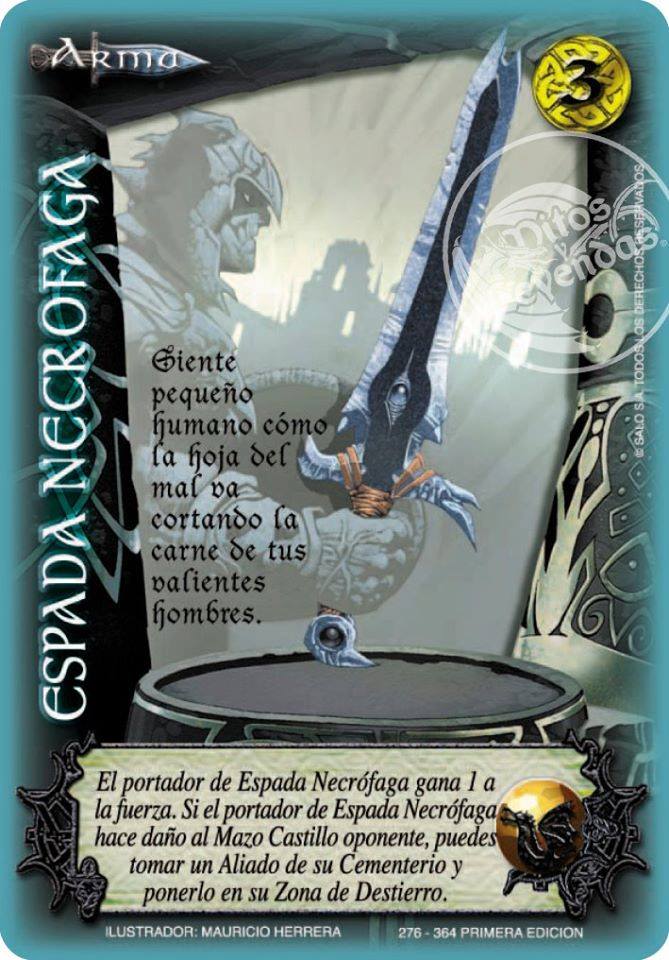 Arma
3
Mitos
y
Leyendas
ESPADA NECROFAGA
© SALO S.A. TODOS LOS DERECHOS RESERVADOS
Siente
pequeño
humano cómo
la hoja del
mal va
cortando la
carne de tus
valientes
hombres.
El portador de Espada Necrófaga gana 1 a
la fuerza. Si el portador de Espada Necrófaga
hace daño al Mazo Castillo oponente, puedes
tomar un Aliado de su Cementerio y
ponerlo en su Zona de Destierro.
ILUSTRADOR: MAURICIO HERRERA 276 - 364 PRIMERA EDICION